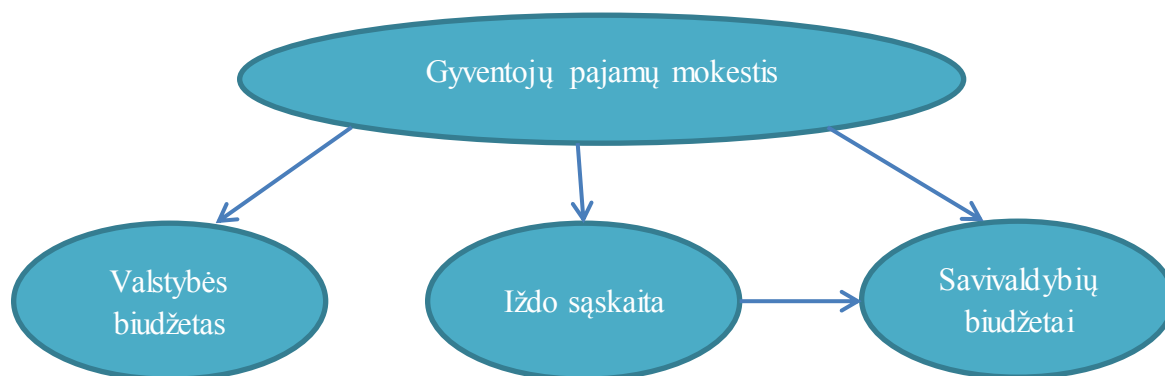 Gyventojų pajamų mokestis
Valstybės
biudžetas
Iždo sąskaita
Savivaldybių
biudžetai